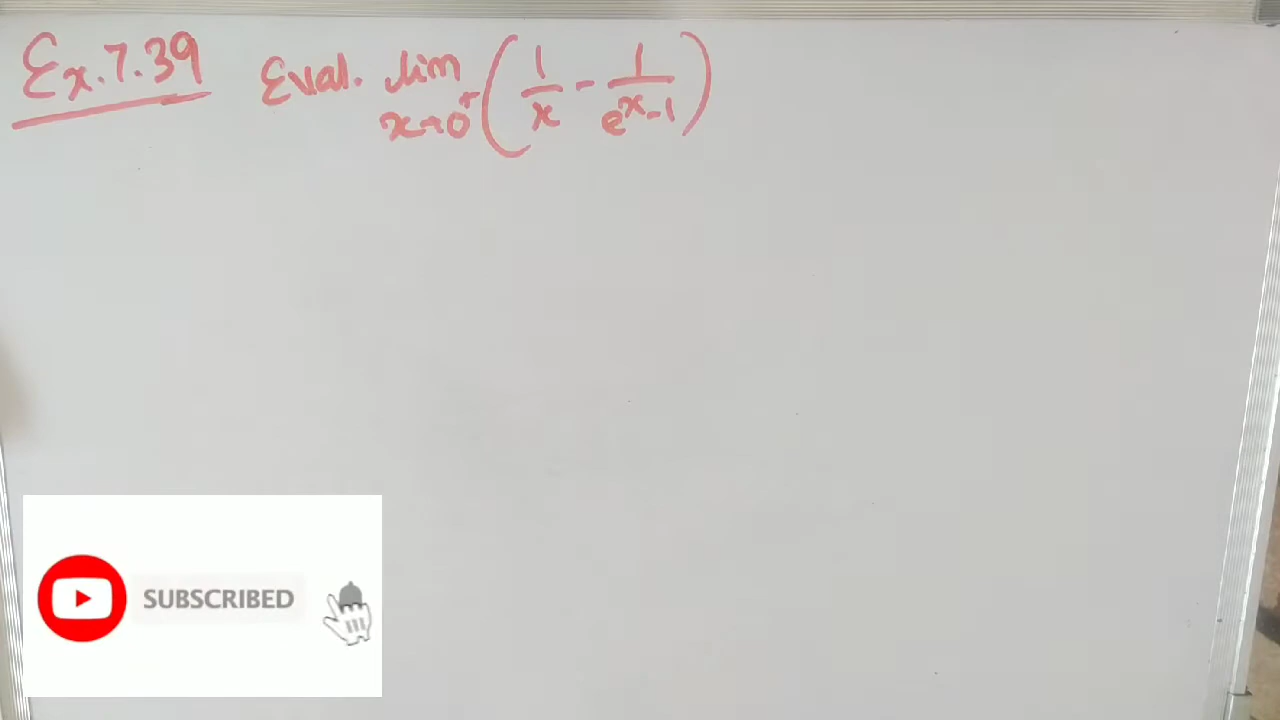 Ex.7.39 Eval. lim x→0⁺ (1/x - 1/(eˣ-1))
SUBSCRIBED